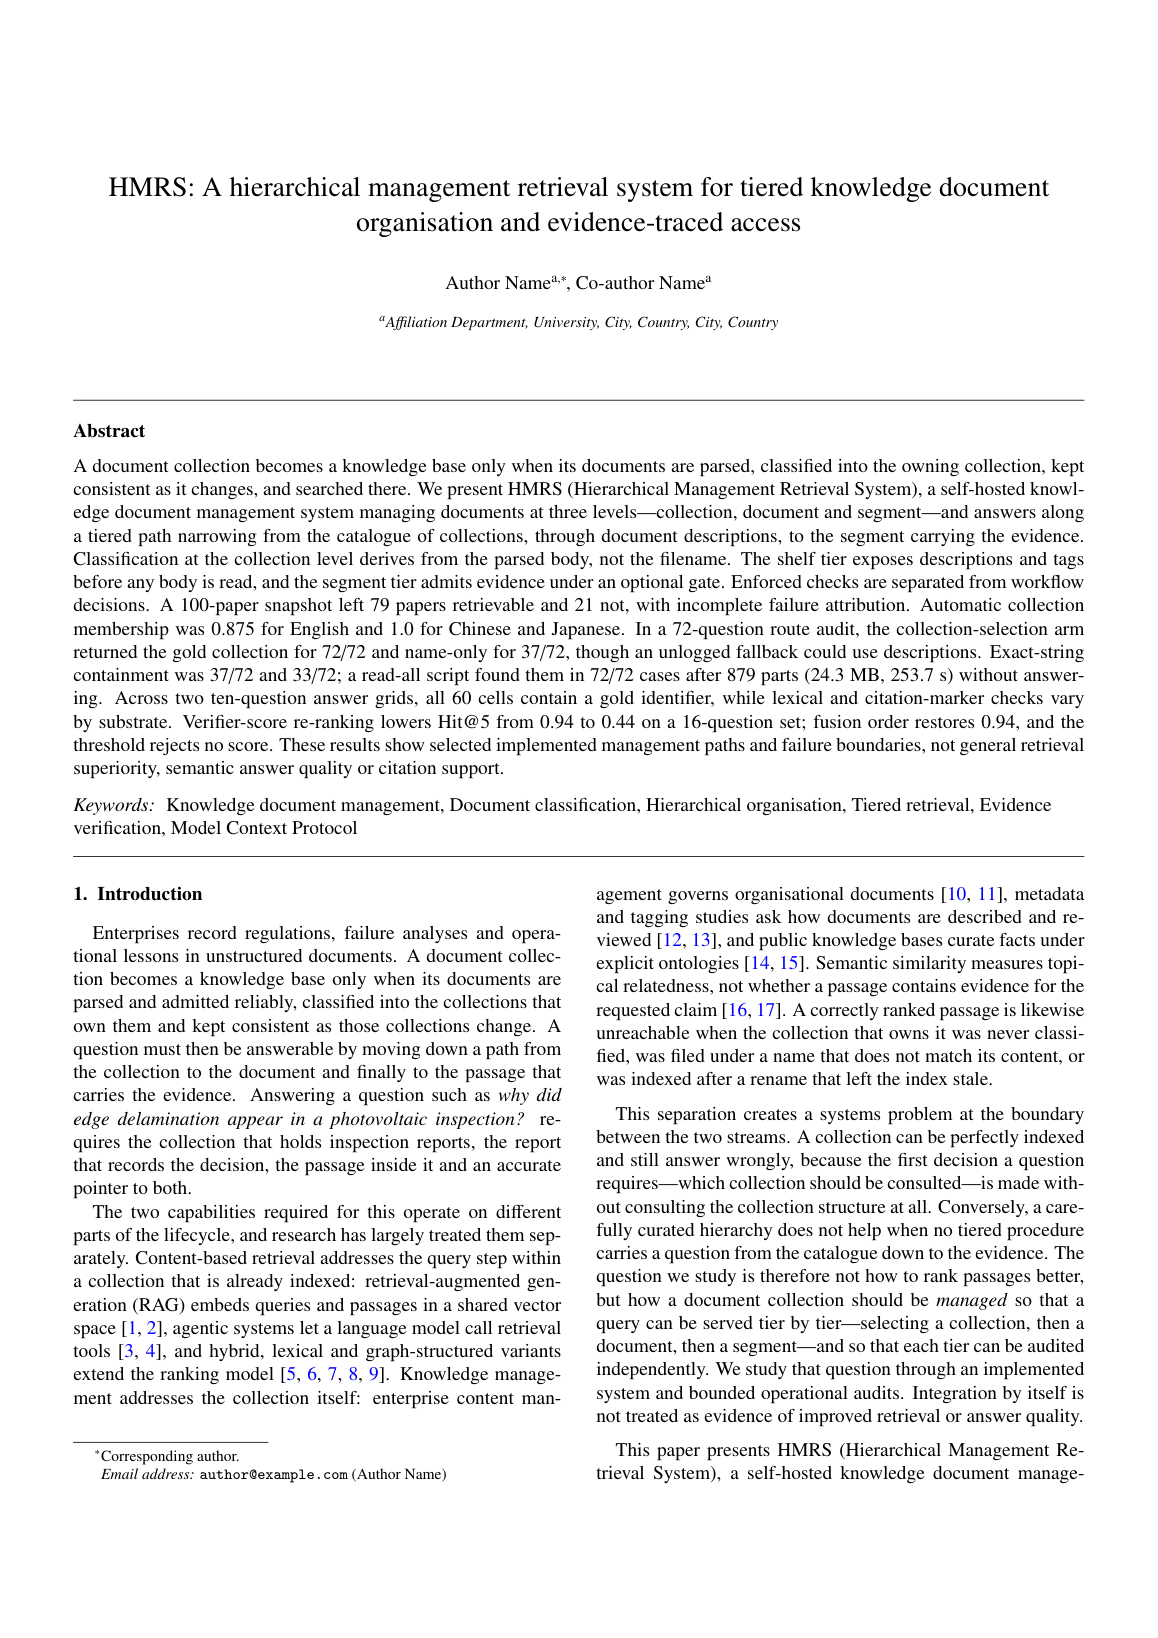 HMRS: A hierarchical management retrieval system for tiered knowledge document
organisation and evidence-traced access
Author Nameᵃ,*, Co-author Nameᵃ
ᵃAffiliation Department, University, City, Country, City, Country
Abstract
A document collection becomes a knowledge base only when its documents are parsed, classified into the owning collection, kept
consistent as it changes, and searched there. We present HMRS (Hierarchical Management Retrieval System), a self-hosted knowl-
edge document management system managing documents at three levels—collection, document and segment—and answers along
a tiered path narrowing from the catalogue of collections, through document descriptions, to the segment carrying the evidence.
Classification at the collection level derives from the parsed body, not the filename. The shelf tier exposes descriptions and tags
before any body is read, and the segment tier admits evidence under an optional gate. Enforced checks are separated from workflow
decisions. A 100-paper snapshot left 79 papers retrievable and 21 not, with incomplete failure attribution. Automatic collection
membership was 0.875 for English and 1.0 for Chinese and Japanese. In a 72-question route audit, the collection-selection arm
returned the gold collection for 72/72 and name-only for 37/72, though an unlogged fallback could use descriptions. Exact-string
containment was 37/72 and 33/72; a read-all script found them in 72/72 cases after 879 parts (24.3 MB, 253.7 s) without answer-
ing. Across two ten-question answer grids, all 60 cells contain a gold identifier, while lexical and citation-marker checks vary
by substrate. Verifier-score re-ranking lowers Hit@5 from 0.94 to 0.44 on a 16-question set; fusion order restores 0.94, and the
threshold rejects no score. These results show selected implemented management paths and failure boundaries, not general retrieval
superiority, semantic answer quality or citation support.
Keywords: Knowledge document management, Document classification, Hierarchical organisation, Tiered retrieval, Evidence
verification, Model Context Protocol
1. Introduction
Enterprises record regulations, failure analyses and opera-
tional lessons in unstructured documents. A document collec-
tion becomes a knowledge base only when its documents are
parsed and admitted reliably, classified into the collections that
own them and kept consistent as those collections change. A
question must then be answerable by moving down a path from
the collection to the document and finally to the passage that
carries the evidence. Answering a question such as why did
edge delamination appear in a photovoltaic inspection? re-
quires the collection that holds inspection reports, the report
that records the decision, the passage inside it and an accurate
pointer to both.
The two capabilities required for this operate on different
parts of the lifecycle, and research has largely treated them sep-
arately. Content-based retrieval addresses the query step within
a collection that is already indexed: retrieval-augmented gen-
eration (RAG) embeds queries and passages in a shared vector
space [1, 2], agentic systems let a language model call retrieval
tools [3, 4], and hybrid, lexical and graph-structured variants
extend the ranking model [5, 6, 7, 8, 9]. Knowledge manage-
ment addresses the collection itself: enterprise content man-
*Corresponding author.
Email address: author@example.com (Author Name)
agement governs organisational documents [10, 11], metadata
and tagging studies ask how documents are described and re-
viewed [12, 13], and public knowledge bases curate facts under
explicit ontologies [14, 15]. Semantic similarity measures topi-
cal relatedness, not whether a passage contains evidence for the
requested claim [16, 17]. A correctly ranked passage is likewise
unreachable when the collection that owns it was never classi-
fied, was filed under a name that does not match its content, or
was indexed after a rename that left the index stale.
This separation creates a systems problem at the boundary
between the two streams. A collection can be perfectly indexed
and still answer wrongly, because the first decision a question
requires—which collection should be consulted—is made with-
out consulting the collection structure at all. Conversely, a care-
fully curated hierarchy does not help when no tiered procedure
carries a question from the catalogue down to the evidence. The
question we study is therefore not how to rank passages better,
but how a document collection should be managed so that a
query can be served tier by tier—selecting a collection, then a
document, then a segment—and so that each tier can be audited
independently. We study that question through an implemented
system and bounded operational audits. Integration by itself is
not treated as evidence of improved retrieval or answer quality.
This paper presents HMRS (Hierarchical Management Re-
trieval System), a self-hosted knowledge document manage-